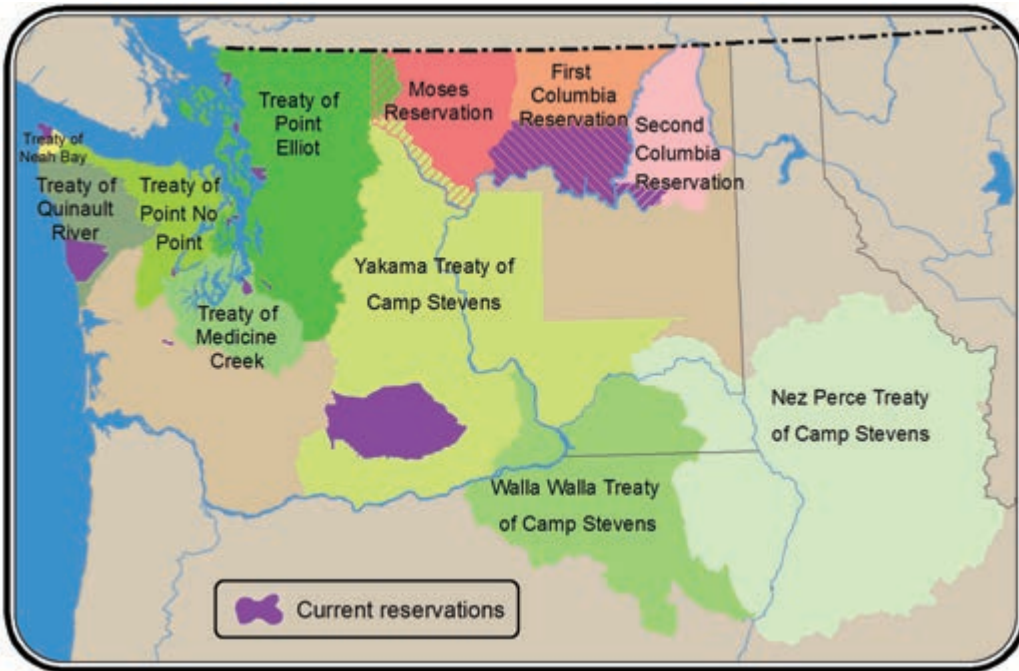 Treaty of
Neah Bay
Treaty of
Quinault
River
Treaty of
Point No
Point
Treaty of
Point
Elliot
Treaty of
Medicine
Creek
Moses
Reservation
First
Columbia
Reservation
Second
Columbia
Reservation
Yakama Treaty of
Camp Stevens
Nez Perce Treaty
of Camp Stevens
Walla Walla Treaty
of Camp Stevens
Current reservations